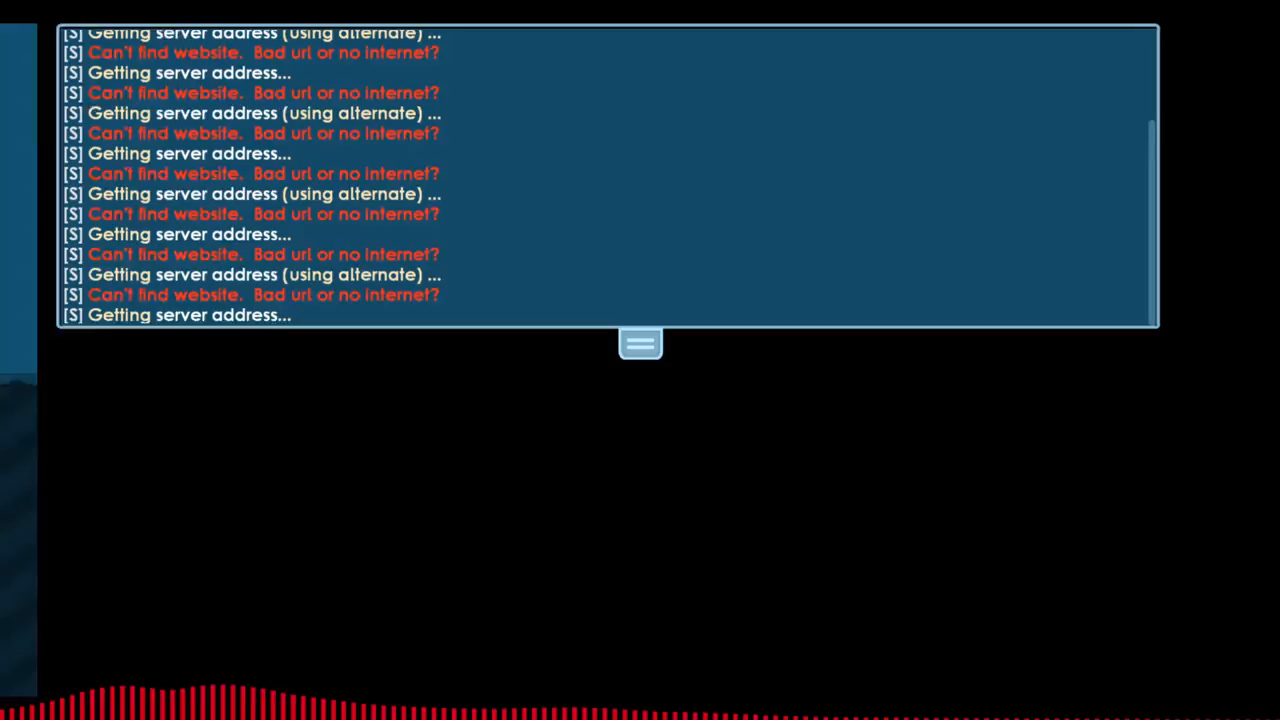 [S] Getting server address (using alternate) ...
[S] Can't find website.  Bad url or no internet?
[S] Getting server address...
[S] Can't find website.  Bad url or no internet?
[S] Getting server address (using alternate) ...
[S] Can't find website.  Bad url or no internet?
[S] Getting server address...
[S] Can't find website.  Bad url or no internet?
[S] Getting server address (using alternate) ...
[S] Can't find website.  Bad url or no internet?
[S] Getting server address...
[S] Can't find website.  Bad url or no internet?
[S] Getting server address (using alternate) ...
[S] Can't find website.  Bad url or no internet?
[S] Getting server address...